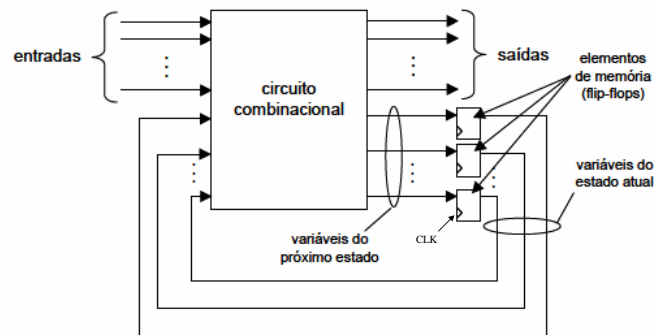 entradas
circuito
combinacional
saídas
elementos
de memória
(flip-flops)
variáveis do
estado atual
variáveis do
próximo estado
CLK